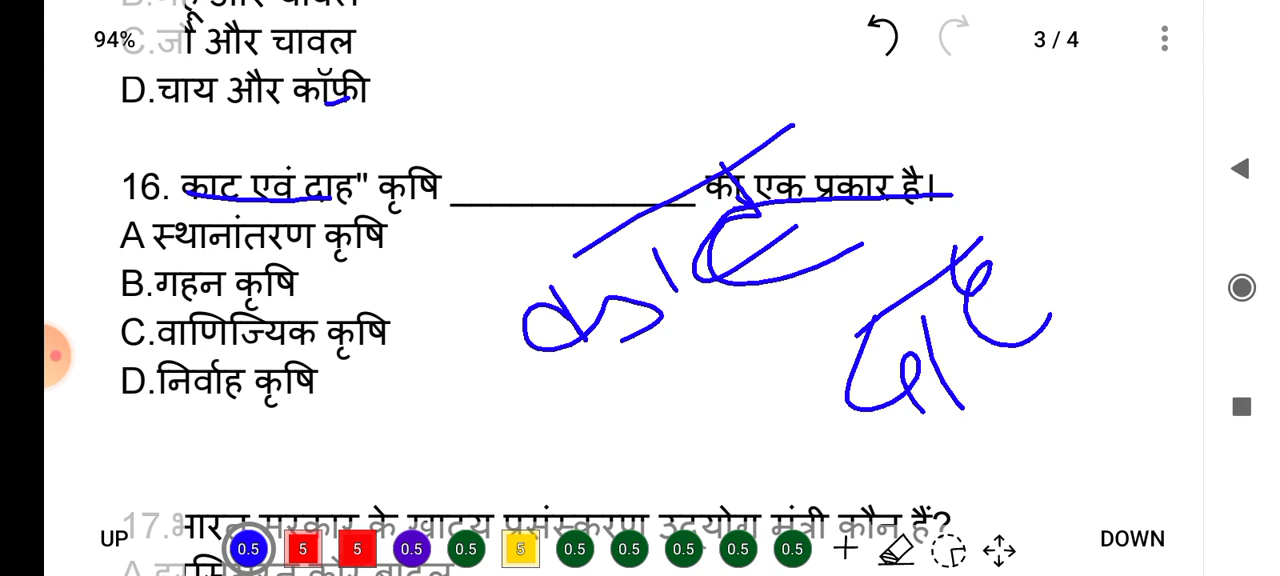 94%
C.जौ और चावल
3 / 4
D.चाय और कॉफी
16. काट एवं दाह" कृषि ____________ का एक प्रकार है।
A स्थानांतरण कृषि
B.गहन कृषि
C.वाणिज्यिक कृषि
D.निर्वाह कृषि
काट
दाह
17.भारत सरकार के खाद्य प्रसंस्करण उद्योग मंत्री कौन हैं?
UP
0.5 5 5 0.5 0.5 5 0.5 0.5 0.5 0.5
DOWN